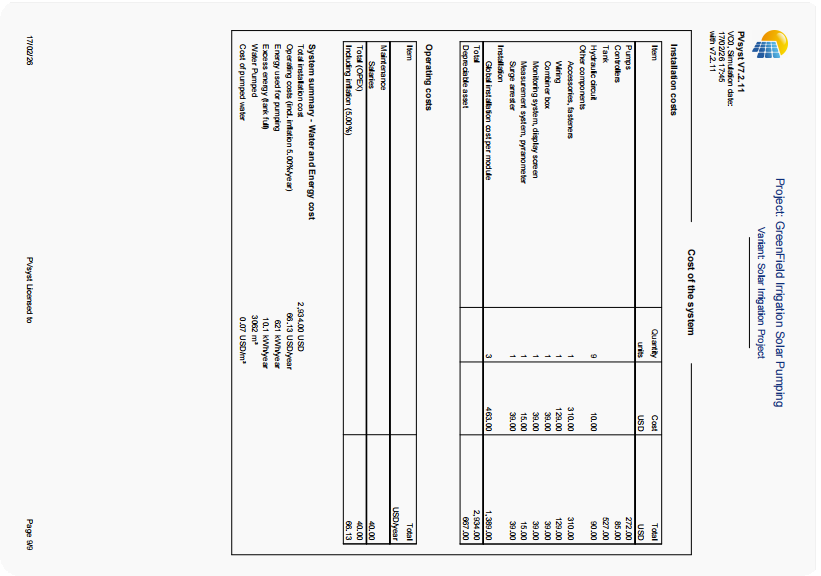 Project: GreenField Irrigation Solar Pumping
Variant: Solar Irrigation Project
PVsyst V7.2.11
VC0, Simulation date:
17/02/26 17:45
with v7.2.11
Cost of the system
Installation costs
Item Quantity Cost Total
units USD USD
Pumps 272.00
Controllers 85.00
Tank 527.00
Hydraulic circuit 9 10.00 90.00
Other components
Accessories, fasteners 1 310.00 310.00
Wiring 1 129.00 129.00
Combiner box 1 39.00 39.00
Monitoring system, display screen 1 39.00 39.00
Measurement system, pyranometer 1 15.00 15.00
Surge arrester 1 39.00 39.00
Installation
Global installation cost per module 3 463.00 1,389.00
Total 2,934.00
Depreciable asset 667.00
Operating costs
Item Total
USD/year
Maintenance
Salaries 40.00
Total (OPEX) 40.00
Including inflation (5.00%) 66.13
System summary - Water and Energy cost
Total installation cost 2,934.00 USD
Operating costs (incl. inflation 5.00%/year) 66.13 USD/year
Energy used for pumping 621 kWh/year
Excess energy (tank full) 10.1 kWh/year
Water Pumped 3062 m³
Cost of pumped water 0.07 USD/m³
17/02/26 PVsyst Licensed to Page 9/9